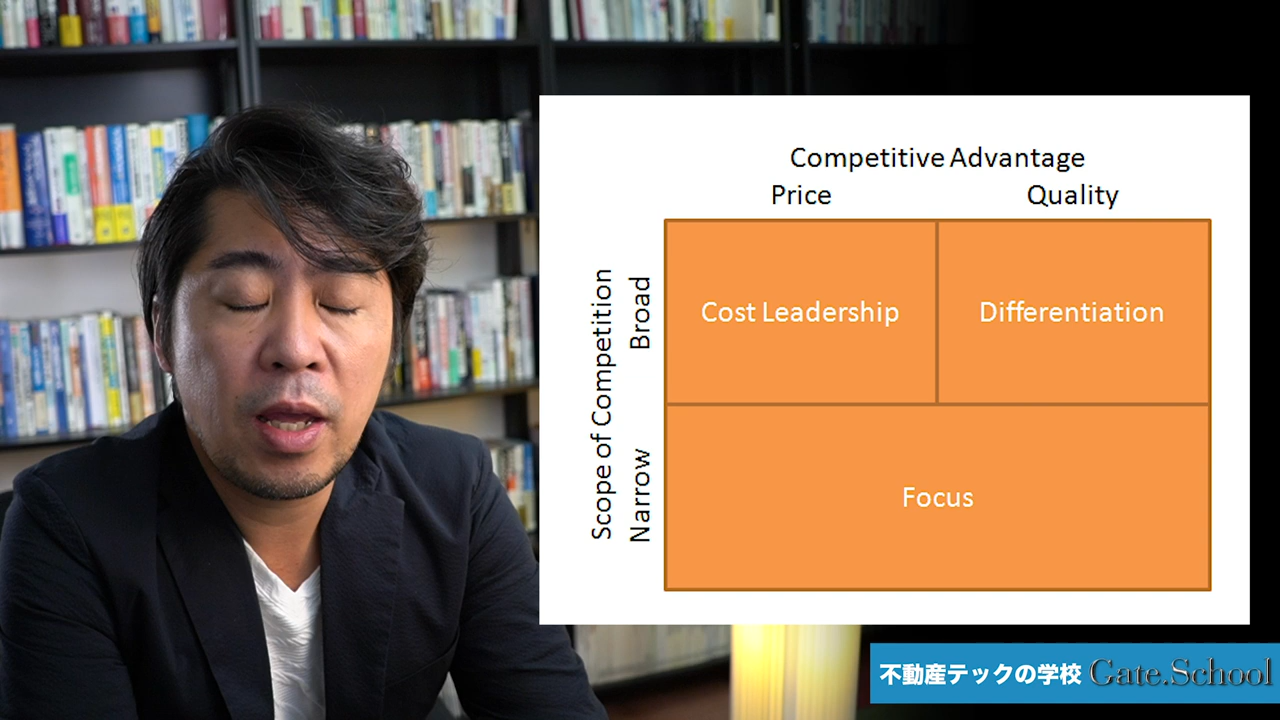 Competitive Advantage
Price
Quality
Scope of Competition
Broad
Narrow
Cost Leadership
Differentiation
Focus
不動産テックの学校 Gate.School